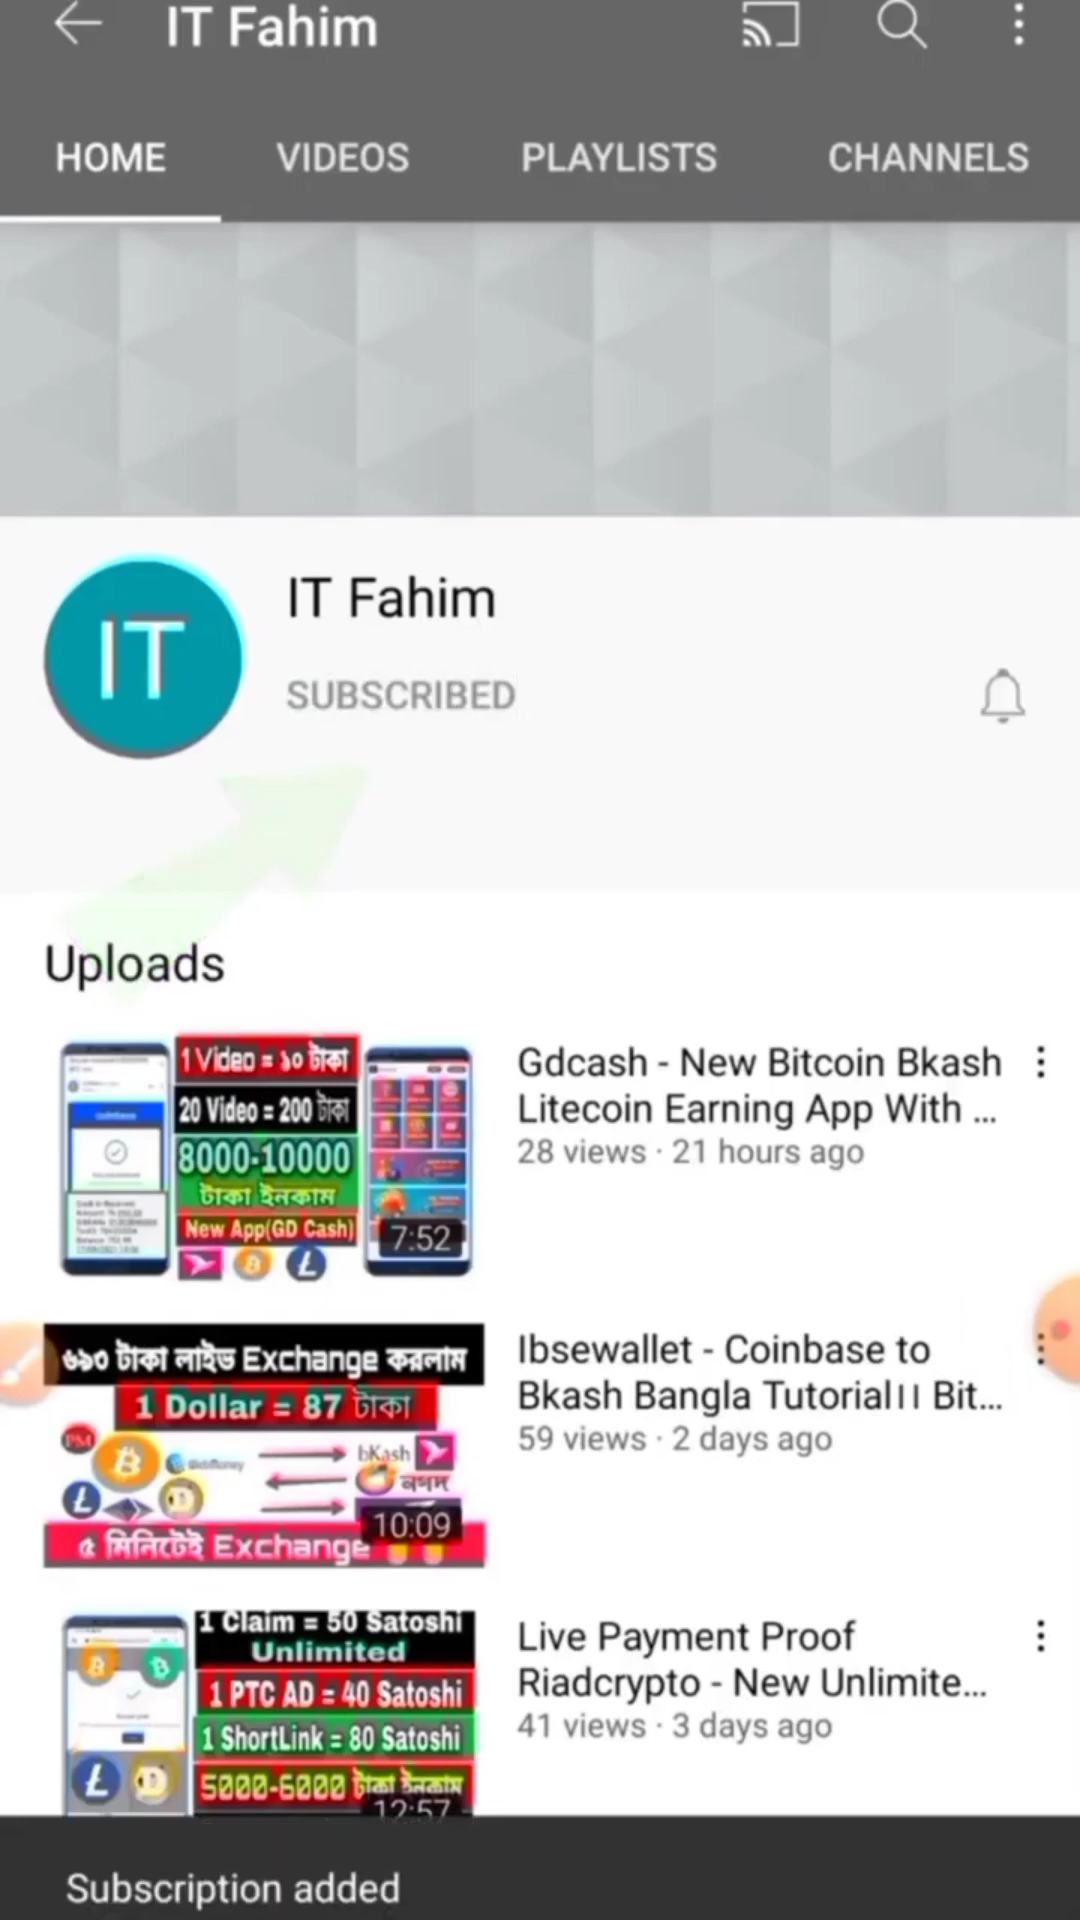 IT Fahim
HOME VIDEOS PLAYLISTS CHANNELS
IT
IT Fahim
SUBSCRIBED
Uploads
1 Video = ১০ টাকা
20 Video = 200 টাকা
8000-10000
টাকা ইনকাম
New App(GD Cash)
7:52
Gdcash - New Bitcoin Bkash
Litecoin Earning App With ...
28 views · 21 hours ago
৬৯৩ টাকা লাইভ Exchange করলাম
1 Dollar = 87 টাকা
PM
bKash
নগদ
10:09
৫ মিনিটেই Exchange
Ibsewallet - Coinbase to
Bkash Bangla Tutorial।। Bit...
59 views · 2 days ago
1 Claim = 50 Satoshi
Unlimited
1 PTC AD = 40 Satoshi
1 ShortLink = 80 Satoshi
5000-6000 টাকা ইনকাম
12:57
Live Payment Proof
Riadcrypto - New Unlimite...
41 views · 3 days ago
Subscription added